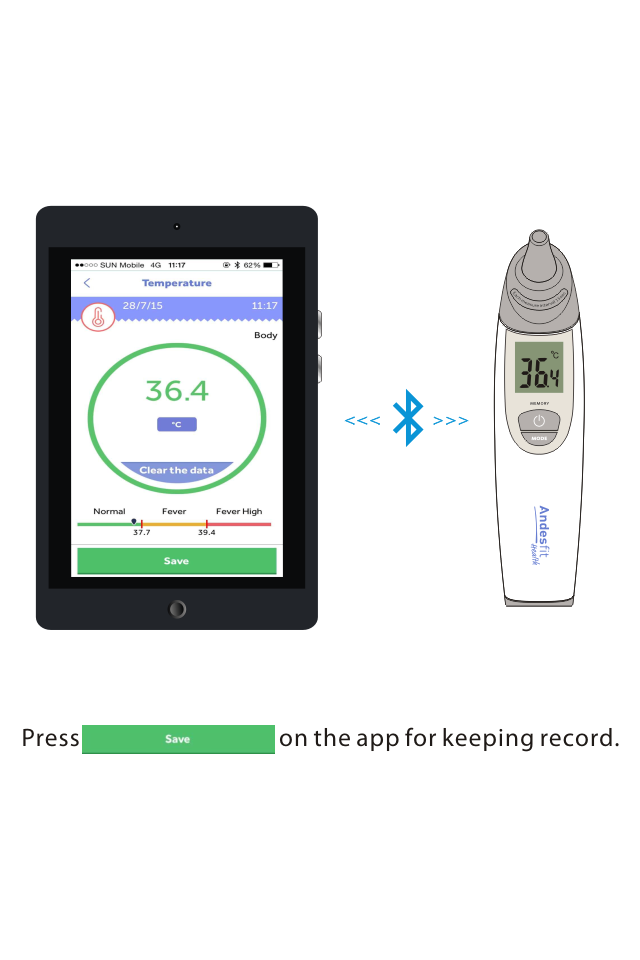 SUN Mobile 4G 11:17 62%
Temperature
28/7/15 11:17
Body
36.4
°C
Clear the data
Normal Fever Fever High
37.7 39.4
Save
°C
36.4
MEMORY
MODE
Andesfit
Health
<<< >>>
Press Save on the app for keeping record.